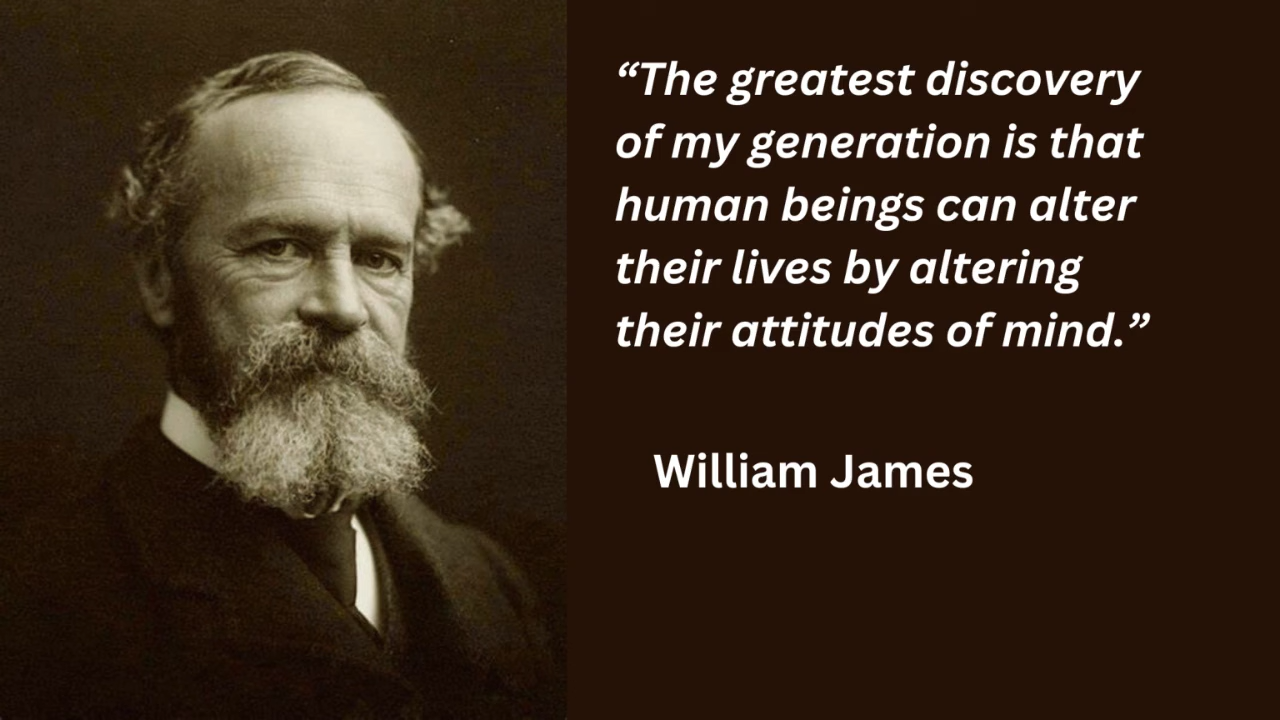 “The greatest discovery
of my generation is that
human beings can alter
their lives by altering
their attitudes of mind.”
William James